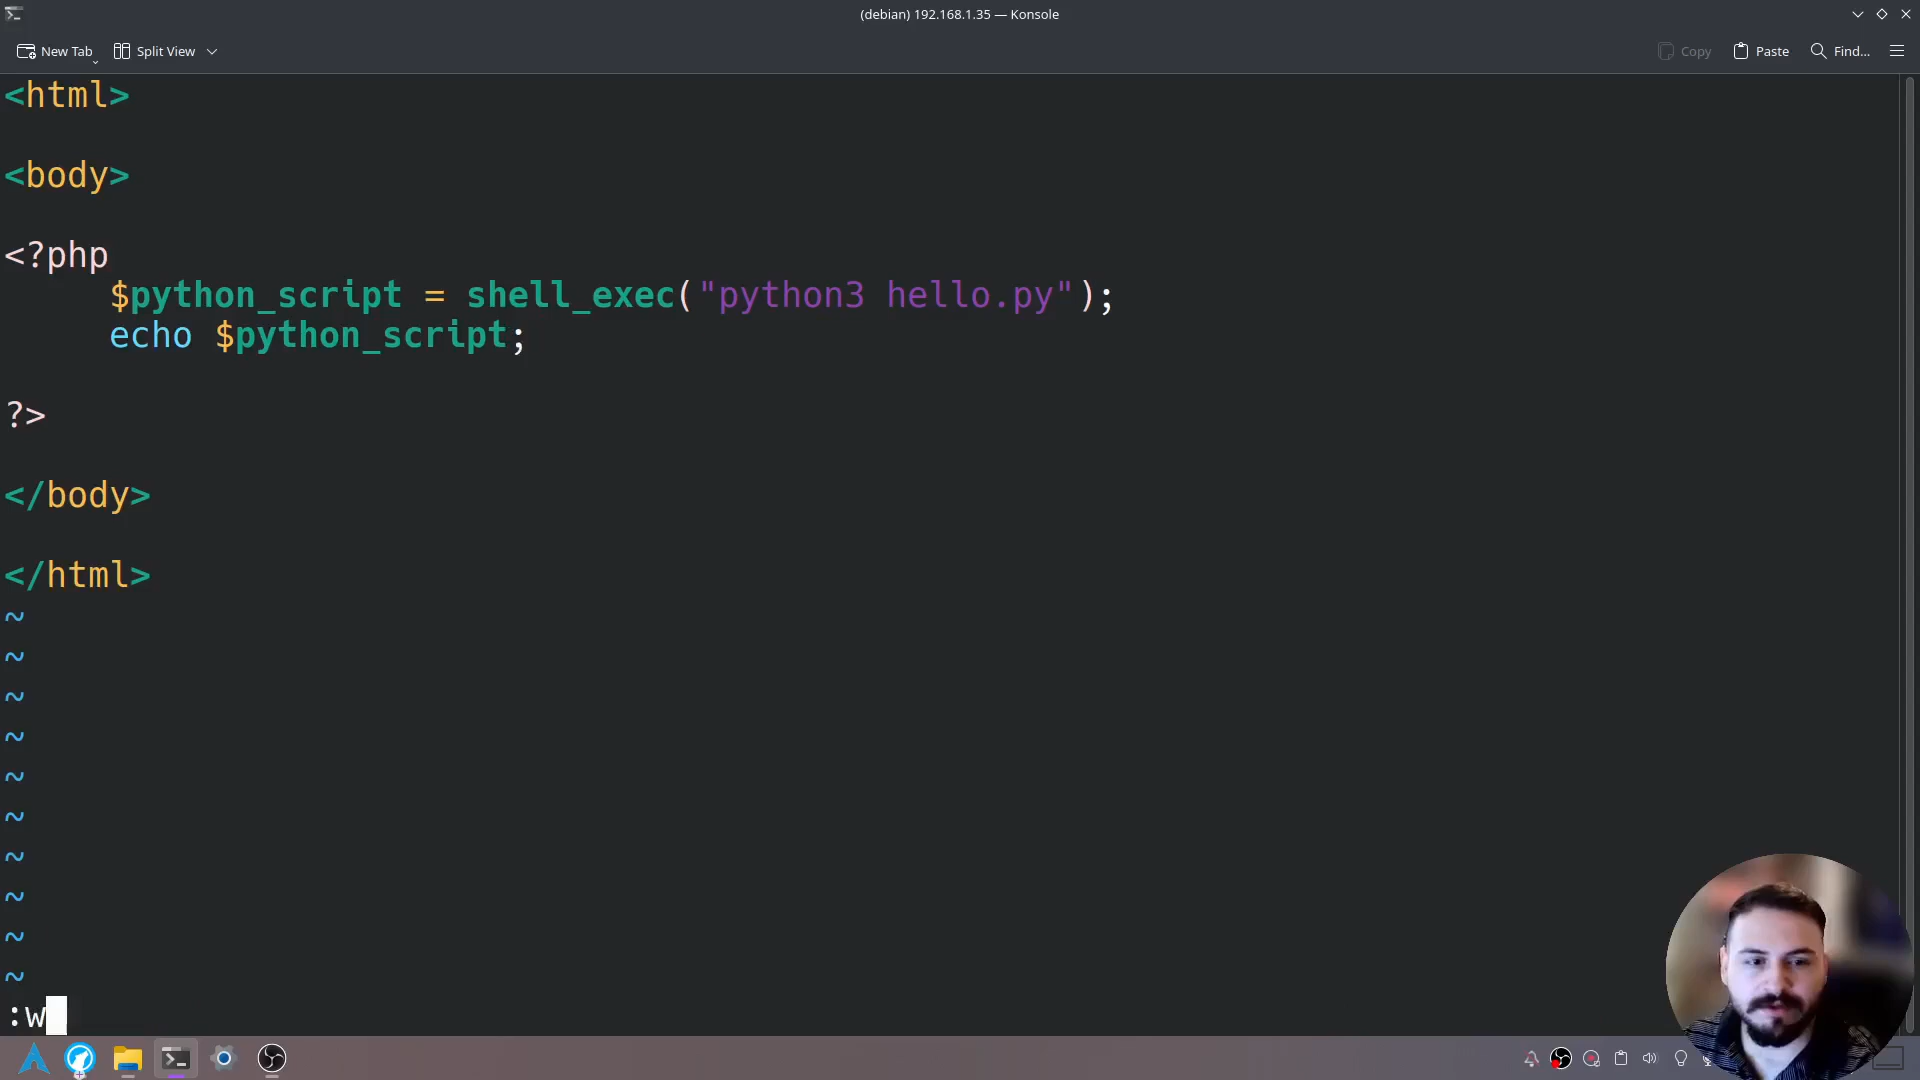 (debian) 192.168.1.35 — Konsole
New Tab
Split View
Copy
Paste
Find...
<html>
<body>
<?php
$python_script = shell_exec("python3 hello.py");
echo $python_script;
?>
</body>
</html>
~
~
~
~
~
~
~
~
~
~
:w